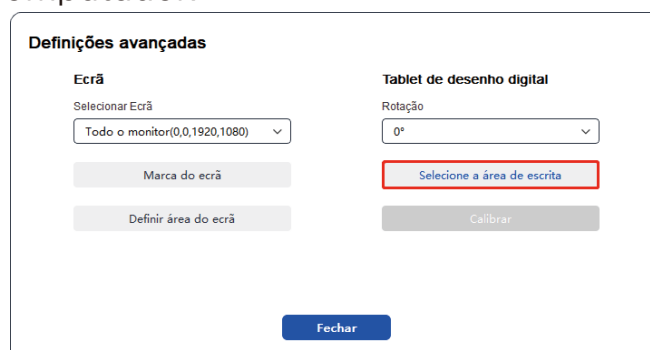 Definições avançadas
Ecrã
Selecionar Ecrã
Todo o monitor(0,0,1920,1080)
Marca do ecrã
Definir área do ecrã
Tablet de desenho digital
Rotação
0°
Selecione a área de escrita
Calibrar
Fechar